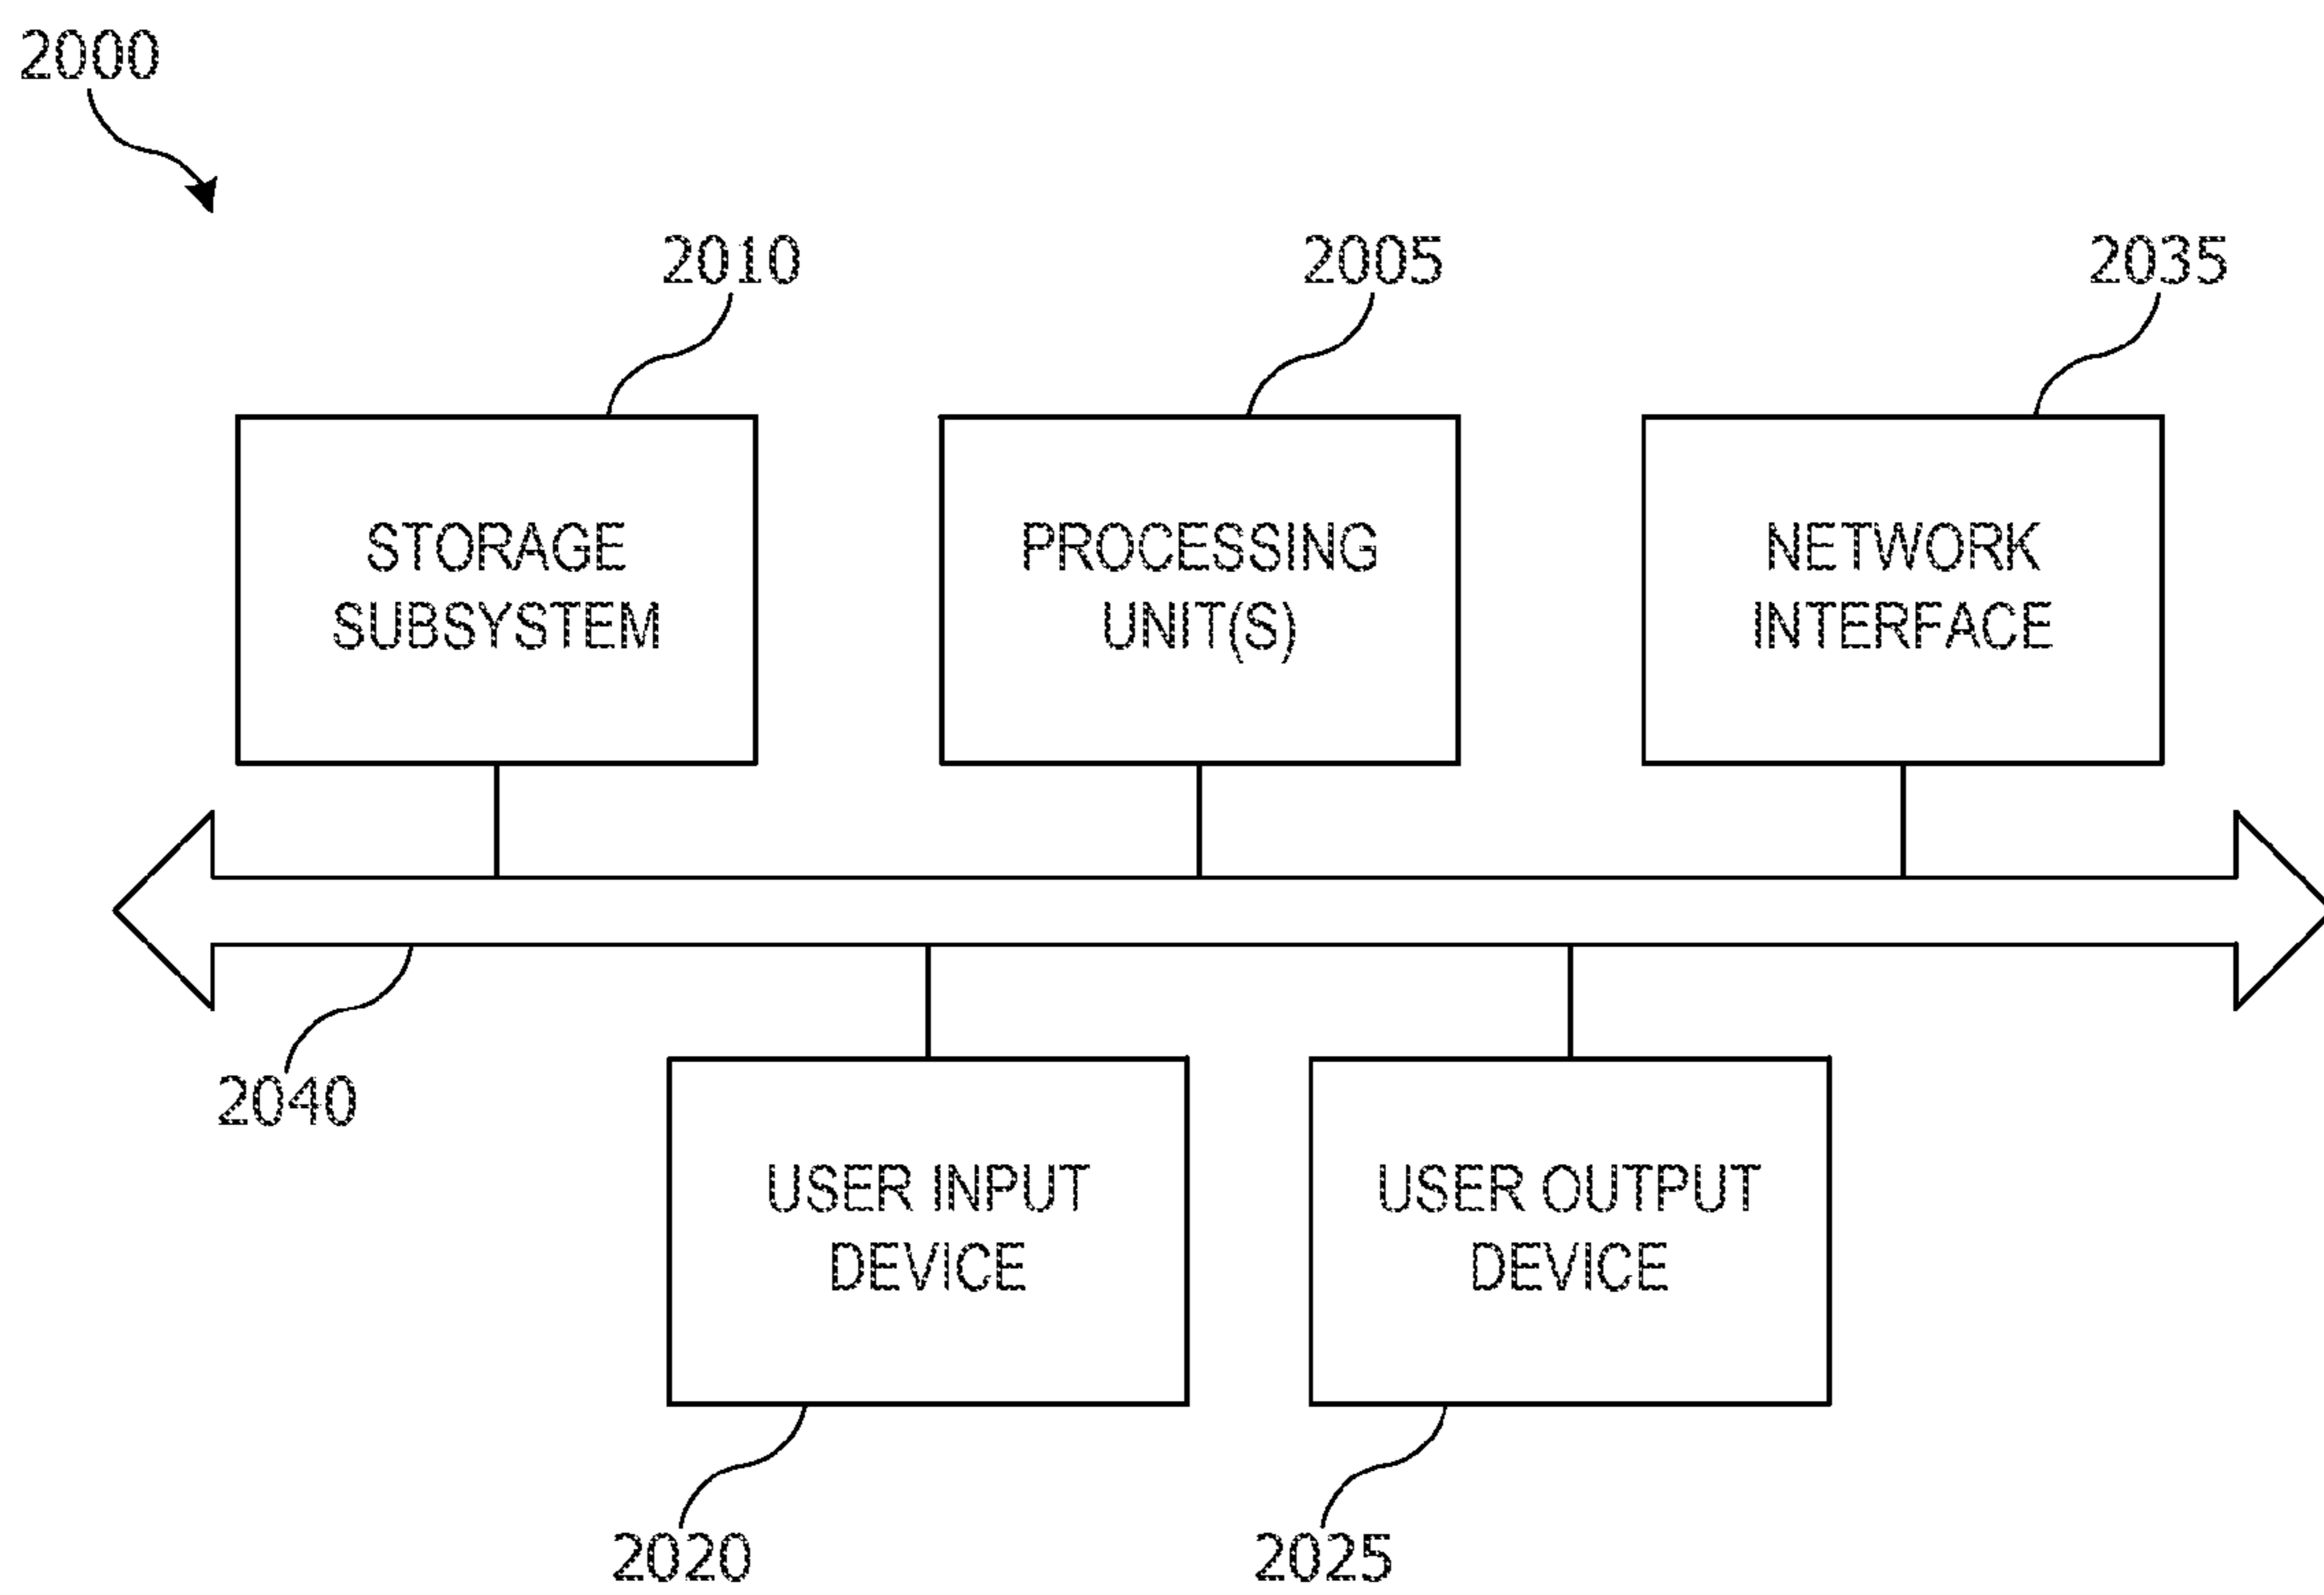 2000
2010
2005
2035
STORAGE
SUBSYSTEM
PROCESSING
UNIT(S)
NETWORK
INTERFACE
2040
USER INPUT
DEVICE
USER OUTPUT
DEVICE
2020
2025